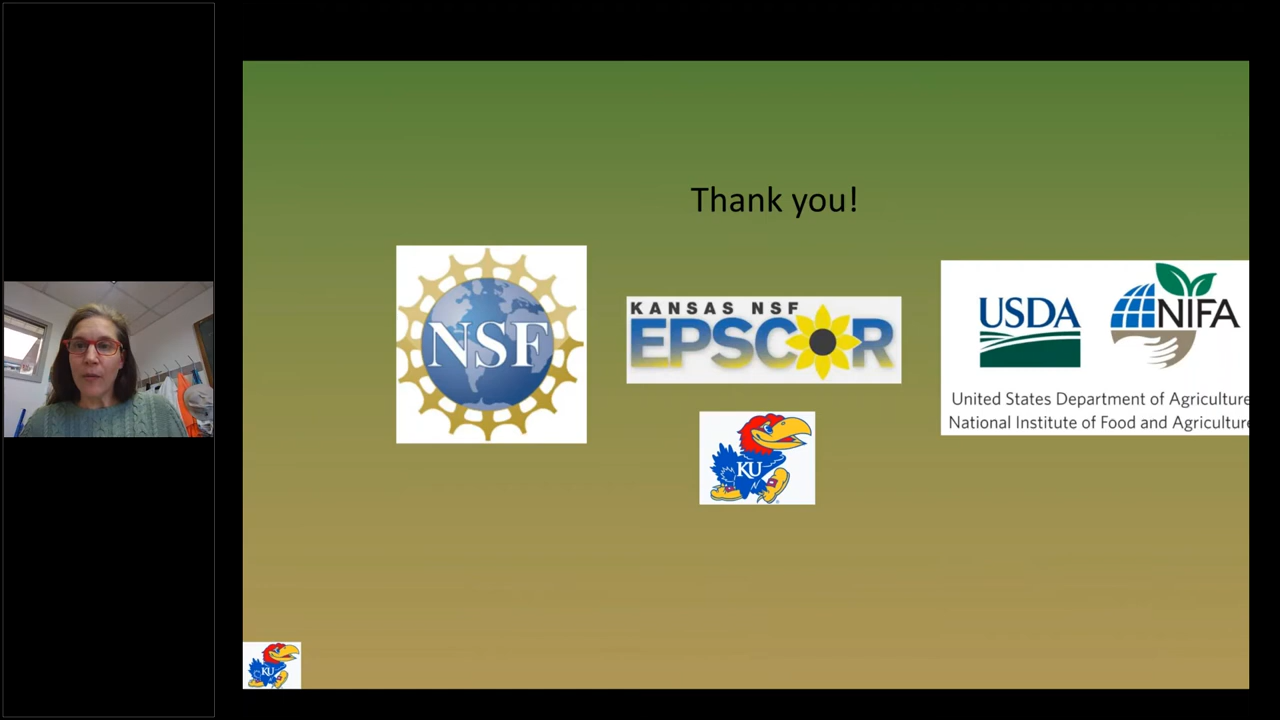 Thank you!
NSF
KANSAS NSF
EPSCOR
USDA
NIFA
United States Department of Agriculture
National Institute of Food and Agriculture
KU
KU